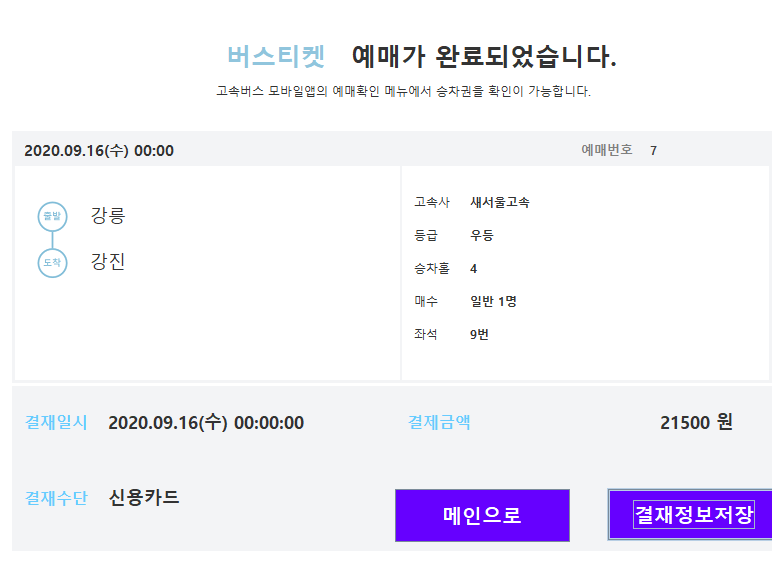 버스티켓 예매가 완료되었습니다.
고속버스 모바일앱의 예매확인 메뉴에서 승차권을 확인이 가능합니다.
2020.09.16(수) 00:00 예매번호 7
출발 강릉
도착 강진
고속사 새서울고속
등급 우등
승차홈 4
매수 일반 1명
좌석 9번
결재일시 2020.09.16(수) 00:00:00 결제금액 21500 원
결재수단 신용카드
메인으로 결재정보저장